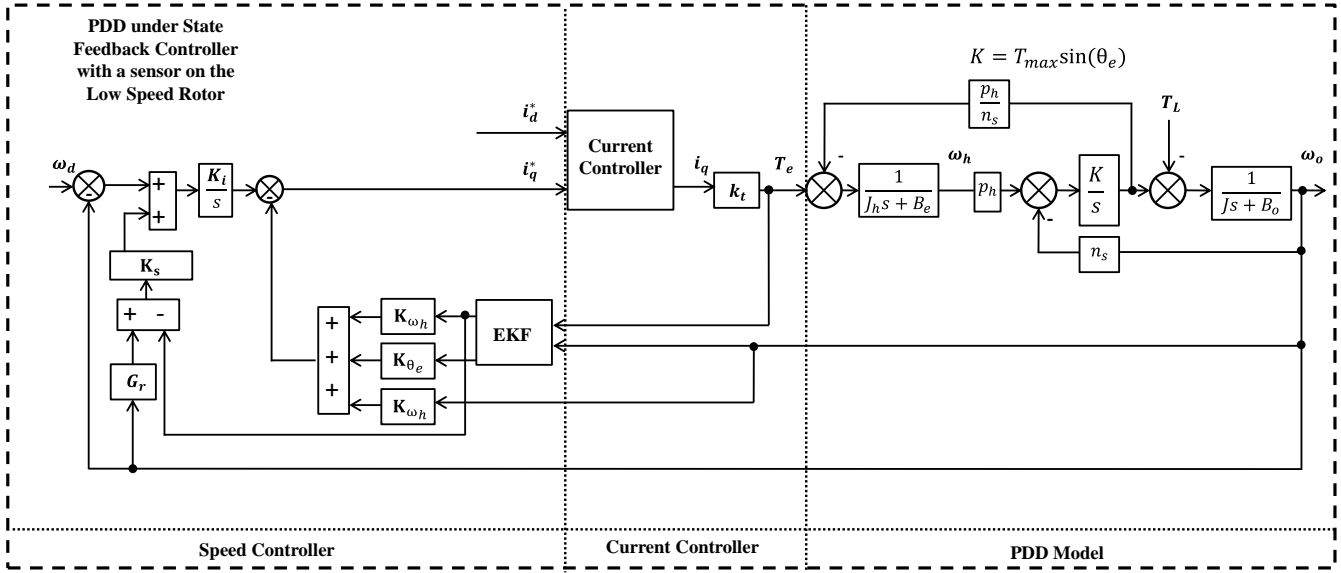 PDD under State
Feedback Controller
with a sensor on the
Low Speed Rotor
K = T_max sin(θ_e)
p_h
n_s
T_L
i_d^*
Current
Controller
ω_d
-
+
+
K_i
s
-
i_q^*
i_q
k_t
T_e
-
1
J_h s + B_e
ω_h
p_h
-
K
s
-
1
Js + B_o
ω_o
n_s
K_s
+ -
G_r
+
+
+
K_ω_h
K_θ_e
K_ω_h
EKF
Speed Controller
Current Controller
PDD Model